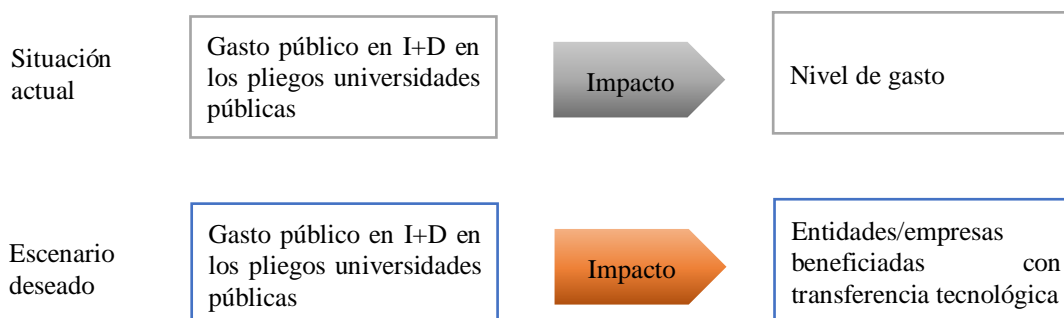 Situación
actual
Gasto público en I+D en
los pliegos universidades
públicas
Impacto
Nivel de gasto
Escenario
deseado
Gasto público en I+D en
los pliegos universidades
públicas
Impacto
Entidades/empresas
beneficiadas con
transferencia tecnológica